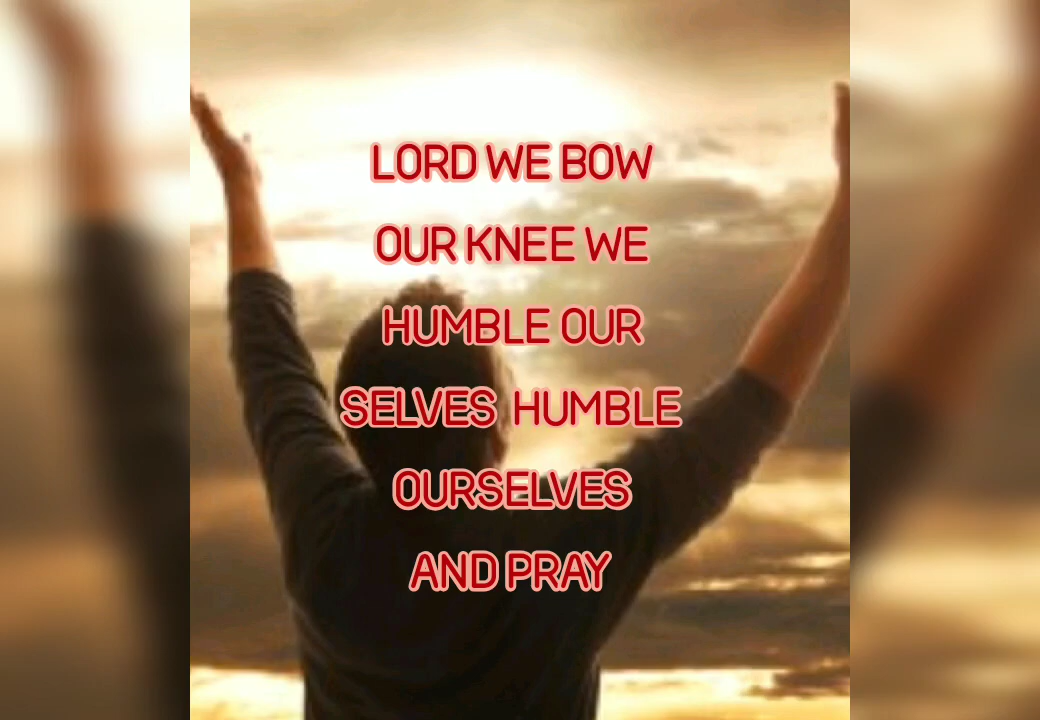 LORD WE BOW
OUR KNEE WE
HUMBLE OUR
SELVES HUMBLE
OURSELVES
AND PRAY